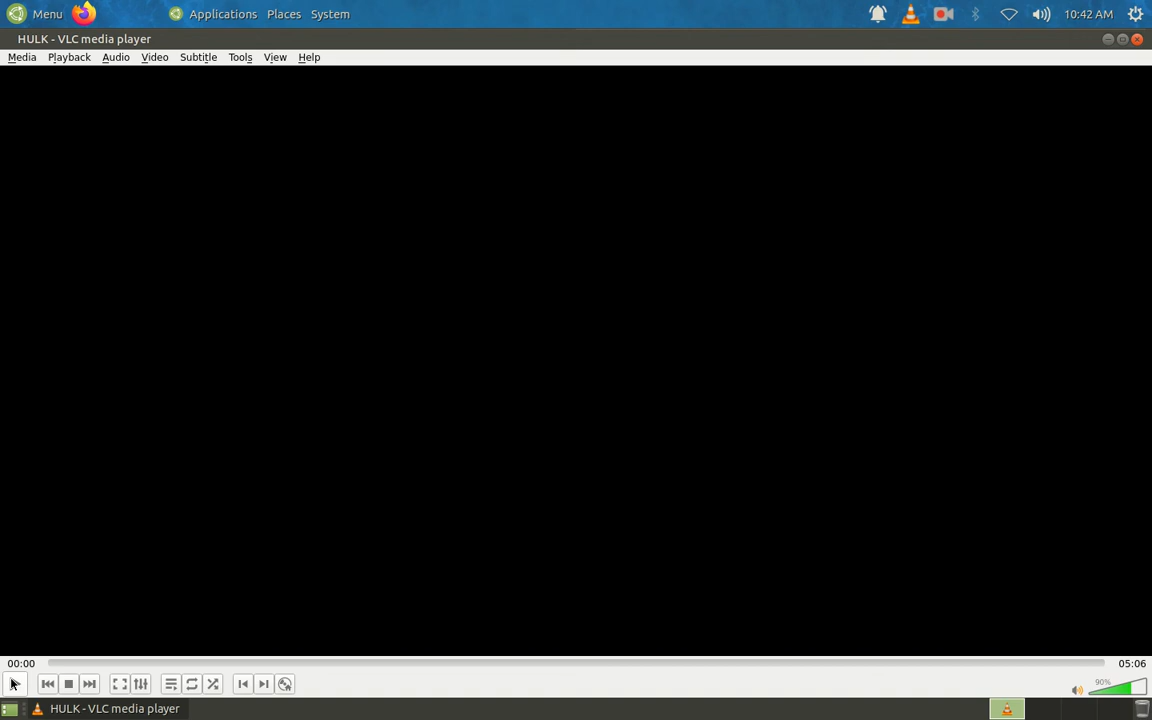 Menu Applications Places System 10:42 AM
HULK - VLC media player
Media Playback Audio Video Subtitle Tools View Help
00:00 05:06
90%
HULK - VLC media player